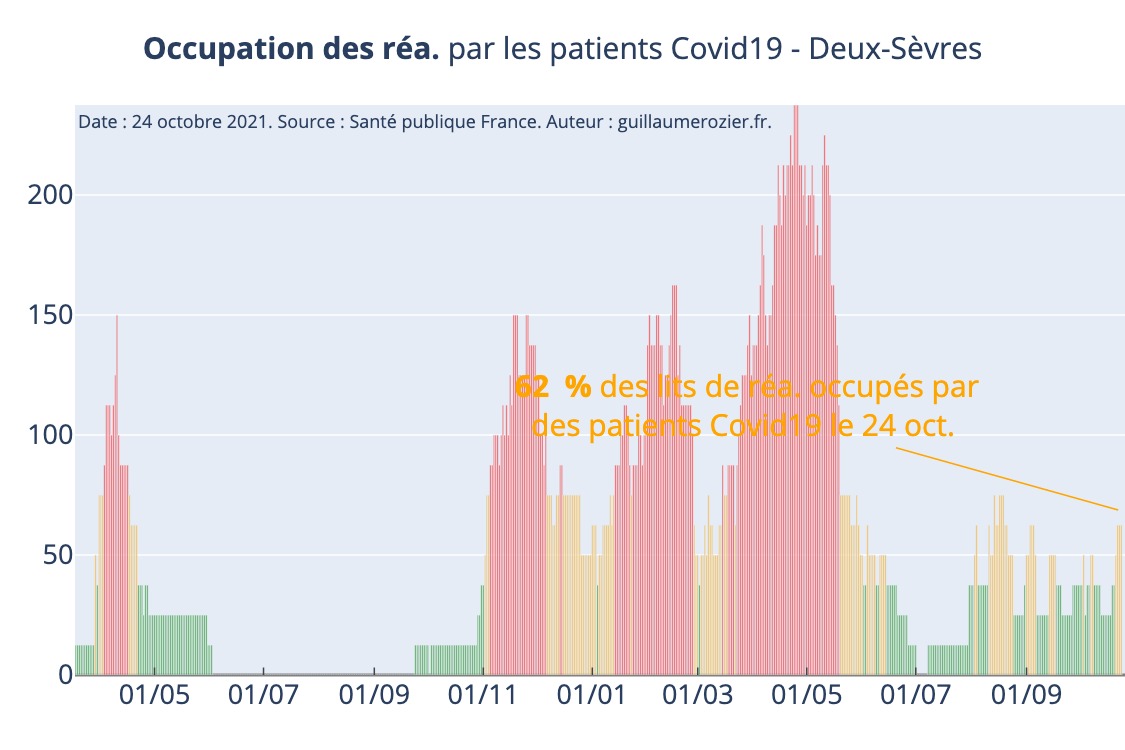 Occupation des réa. par les patients Covid19 - Deux-Sèvres
Date : 24 octobre 2021. Source : Santé publique France. Auteur : guillaumerozier.fr.
200
150
62 % des lits de réa. occupés par
des patients Covid19 le 24 oct.
100
50
0
01/05 01/07 01/09 01/11 01/01 01/03 01/05 01/07 01/09